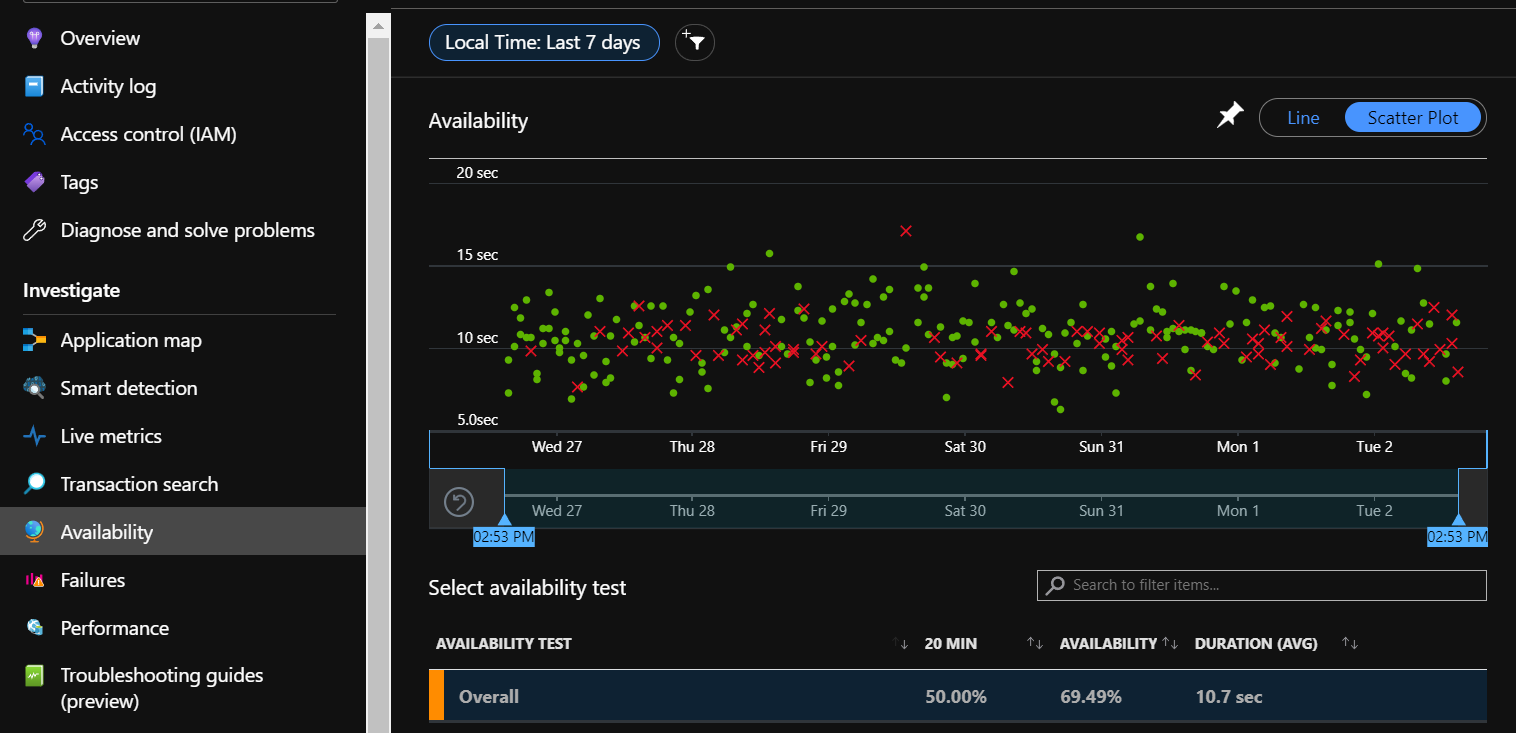 Overview
Activity log
Access control (IAM)
Tags
Diagnose and solve problems
Investigate
Application map
Smart detection
Live metrics
Transaction search
Availability
Failures
Performance
Troubleshooting guides
(preview)
Local Time: Last 7 days
Availability
Line
Scatter Plot
20 sec
15 sec
10 sec
5.0sec
Wed 27 Thu 28 Fri 29 Sat 30 Sun 31 Mon 1 Tue 2
Wed 27 Thu 28 Fri 29 Sat 30 Sun 31 Mon 1 Tue 2
02:53 PM 02:53 PM
Select availability test
Search to filter items...
AVAILABILITY TEST 20 MIN AVAILABILITY DURATION (AVG)
Overall 50.00% 69.49% 10.7 sec